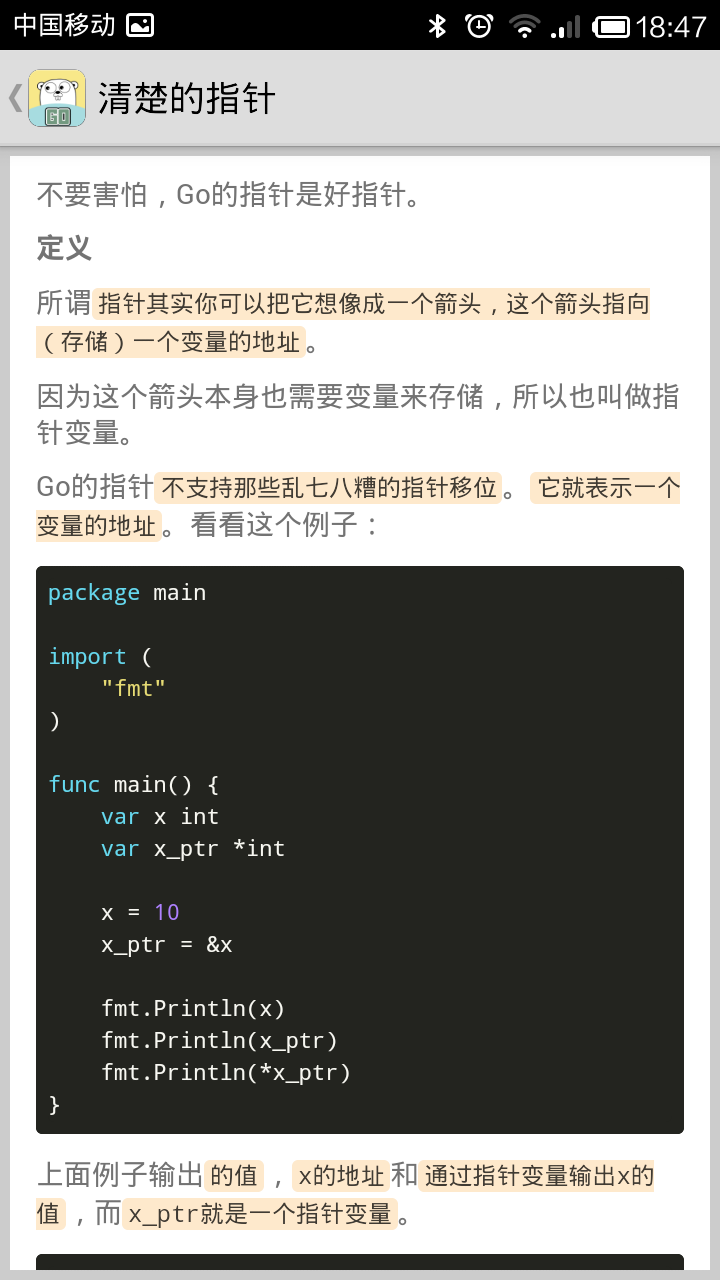 中国移动 18:47
清楚的指针
不要害怕，Go的指针是好指针。
定义
所谓指针其实你可以把它想像成一个箭头，这个箭头指向
（存储）一个变量的地址。
因为这个箭头本身也需要变量来存储，所以也叫做指
针变量。
Go的指针不支持那些乱七八糟的指针移位。它就表示一个
变量的地址。看看这个例子：
package main
import (
    "fmt"
)
func main() {
    var x int
    var x_ptr *int
    x = 10
    x_ptr = &x
    fmt.Println(x)
    fmt.Println(x_ptr)
    fmt.Println(*x_ptr)
}
上面例子输出的值，x的地址和通过指针变量输出x的
值，而x_ptr就是一个指针变量。